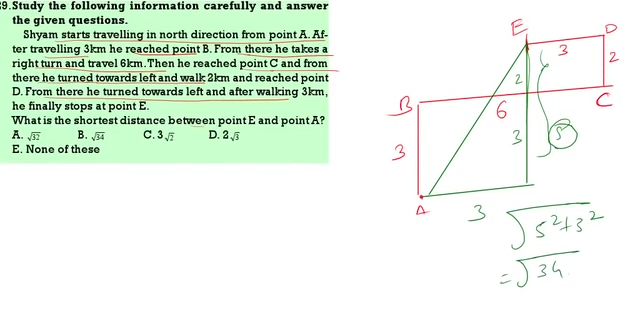 29.Study the following information carefully and answer
the given questions.
Shyam starts travelling in north direction from point A. Af-
ter travelling 3km he reached point B. From there he takes a
right turn and travel 6km. Then he reached point C and from
there he turned towards left and walk 2km and reached point
D. From there he turned towards left and after walking 3km,
he finally stops at point E.
What is the shortest distance between point E and point A?
A. √32 B. √34 C. 3√2 D. 2√3
E. None of these
E
D
3
2
2
B
6
C
3
3
5
A
3
√5²+3²
=√34